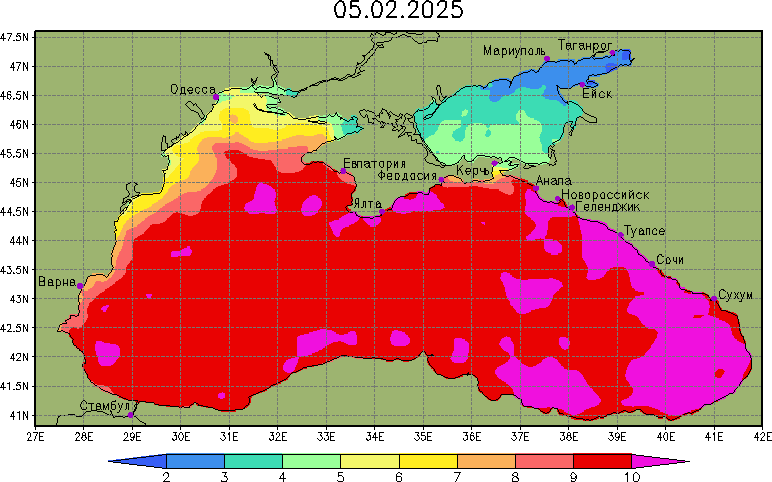 05.02.2025
47.5N
Мариуполь Таганрог
47N
Одесса
46.5N
Ейск
46N
45.5N
Евпатория
Керчь
Феодосия
45N
Анапа
Новороссийск
Ялта
Геленджик
44.5N
Туапсе
44N
Сочи
43.5N
Варна
Сухум
43N
42.5N
42N
41.5N
Стамбул
41N
27E 28E 29E 30E 31E 32E 33E 34E 35E 36E 37E 38E 39E 40E 41E 42E
2 3 4 5 6 7 8 9 10